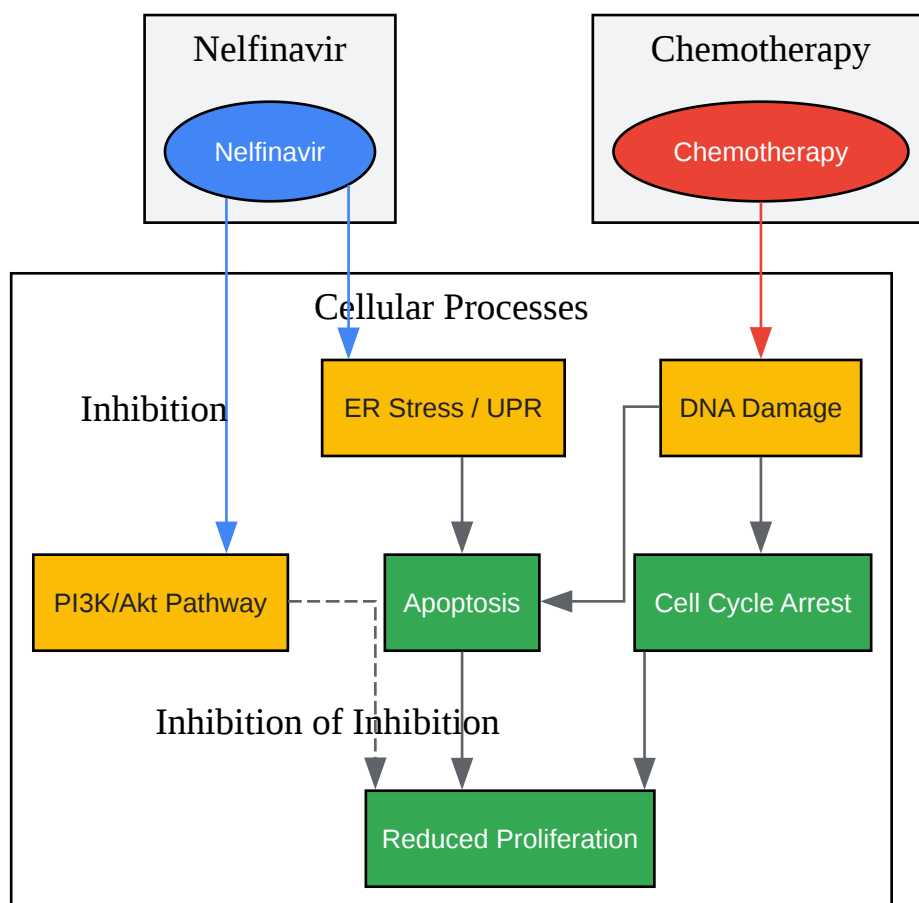 Nelfinavir
Chemotherapy
Nelfinavir
Chemotherapy
Cellular Processes
Inhibition
ER Stress / UPR
DNA Damage
PI3K/Akt Pathway
Apoptosis
Cell Cycle Arrest
Inhibition of Inhibition
Reduced Proliferation